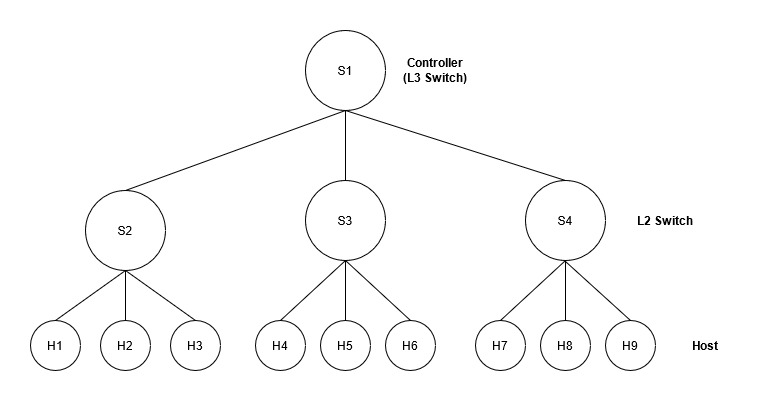 S1
Controller
(L3 Switch)
S2
S3
S4
L2 Switch
H1
H2
H3
H4
H5
H6
H7
H8
H9
Host